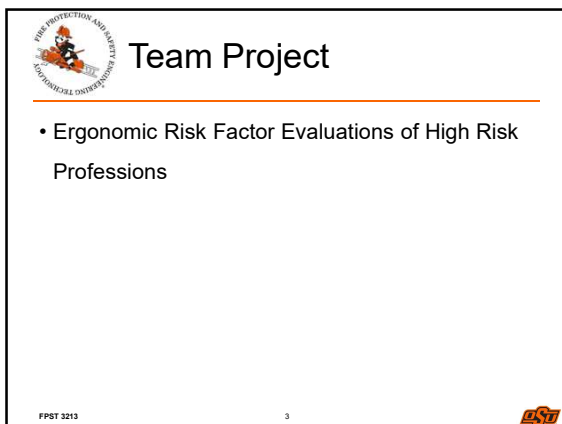 FIRE PROTECTION AND SAFETY ENGINEERING TECHNOLOGY
Team Project
• Ergonomic Risk Factor Evaluations of High Risk
Professions
FPST 3213
3
OSU